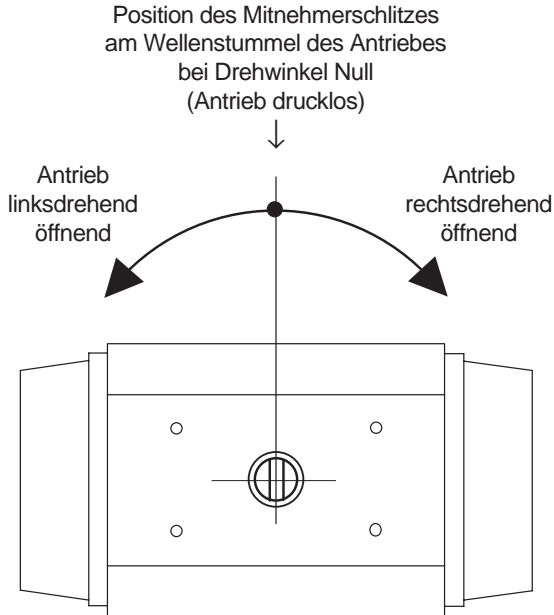 Position des Mitnehmerschlitzes
am Wellenstummel des Antriebes
bei Drehwinkel Null
(Antrieb drucklos)
Antrieb
linksdrehend
öffnend
Antrieb
rechtsdrehend
öffnend